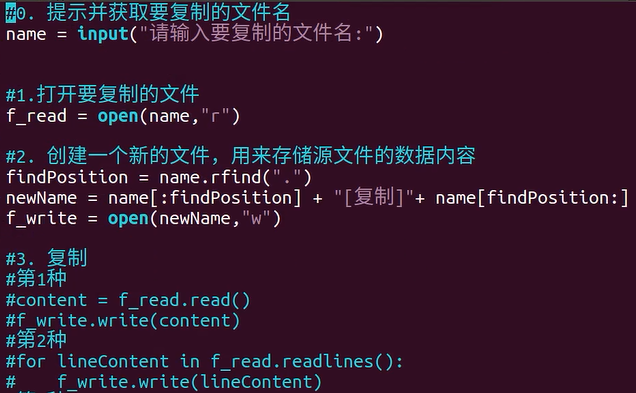 #0. 提示并获取要复制的文件名
name = input("请输入要复制的文件名:")
#1.打开要复制的文件
f_read = open(name,"r")
#2. 创建一个新的文件，用来存储源文件的数据内容
findPosition = name.rfind(".")
newName = name[:findPosition] + "[复制]"+ name[findPosition:]
f_write = open(newName,"w")
#3. 复制
#第1种
#content = f_read.read()
#f_write.write(content)
#第2种
#for lineContent in f_read.readlines():
#    f_write.write(lineContent)